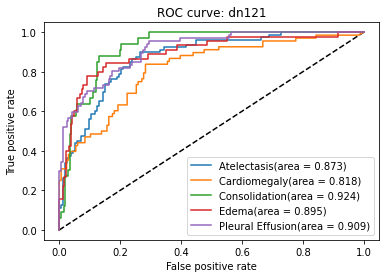 ROC curve: dn121
True positive rate
1.0
0.8
0.6
0.4
0.2
0.0
Atelectasis(area = 0.873)
Cardiomegaly(area = 0.818)
Consolidation(area = 0.924)
Edema(area = 0.895)
Pleural Effusion(area = 0.909)
0.0 0.2 0.4 0.6 0.8 1.0
False positive rate